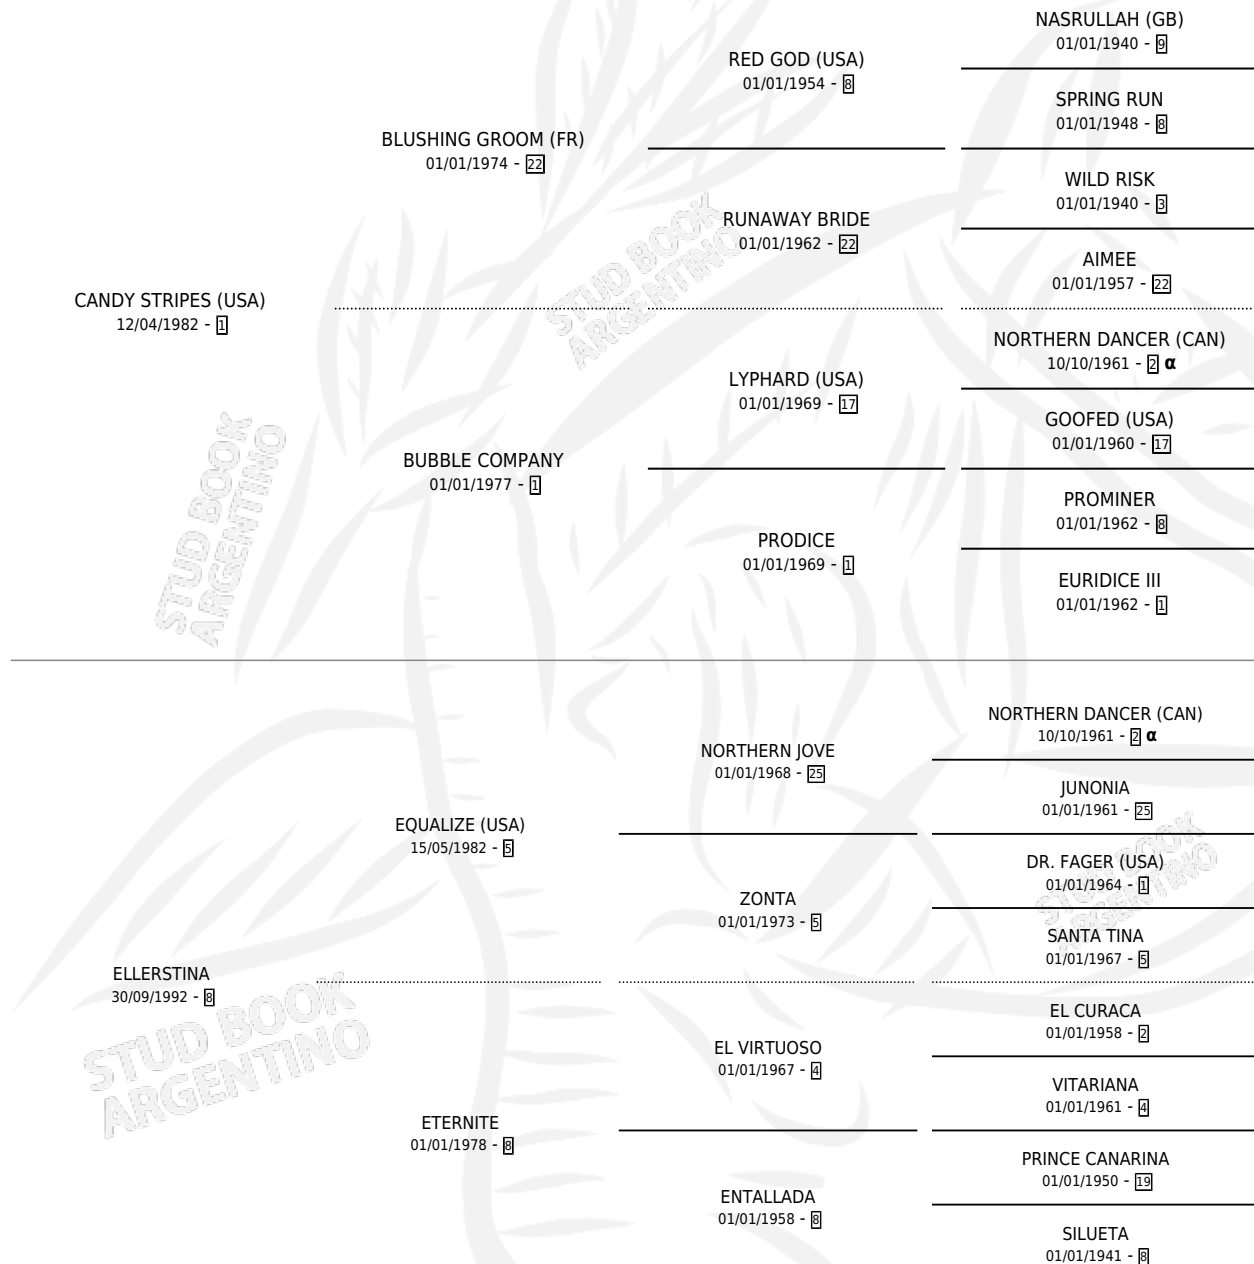 NASRULLAH (GB)
01/01/1940 - 9
RED GOD (USA)
01/01/1954 - 8
SPRING RUN
01/01/1948 - 8
BLUSHING GROOM (FR)
01/01/1974 - 22
WILD RISK
01/01/1940 - 3
RUNAWAY BRIDE
01/01/1962 - 22
AIMEE
01/01/1957 - 22
CANDY STRIPES (USA)
12/04/1982 - 1
NORTHERN DANCER (CAN)
10/10/1961 - 2 α
LYPHARD (USA)
01/01/1969 - 17
GOOFED (USA)
01/01/1960 - 17
BUBBLE COMPANY
01/01/1977 - 1
PROMINER
01/01/1962 - 8
PRODICE
01/01/1969 - 1
EURIDICE III
01/01/1962 - 1
NORTHERN DANCER (CAN)
10/10/1961 - 2 α
NORTHERN JOVE
01/01/1968 - 25
JUNONIA
01/01/1961 - 25
EQUALIZE (USA)
15/05/1982 - 5
DR. FAGER (USA)
01/01/1964 - 1
ZONTA
01/01/1973 - 5
SANTA TINA
01/01/1967 - 5
ELLERSTINA
30/09/1992 - 8
EL CURACA
01/01/1958 - 2
EL VIRTUOSO
01/01/1967 - 4
VITARIANA
01/01/1961 - 4
ETERNITE
01/01/1978 - 8
PRINCE CANARINA
01/01/1950 - 19
ENTALLADA
01/01/1958 - 8
SILUETA
01/01/1941 - 8
STUD BOOK
ARGENTINO
STUD BOOK
ARGENTINO
STUD BOOK
ARGENTINO
STUD BOOK
ARGENTINO